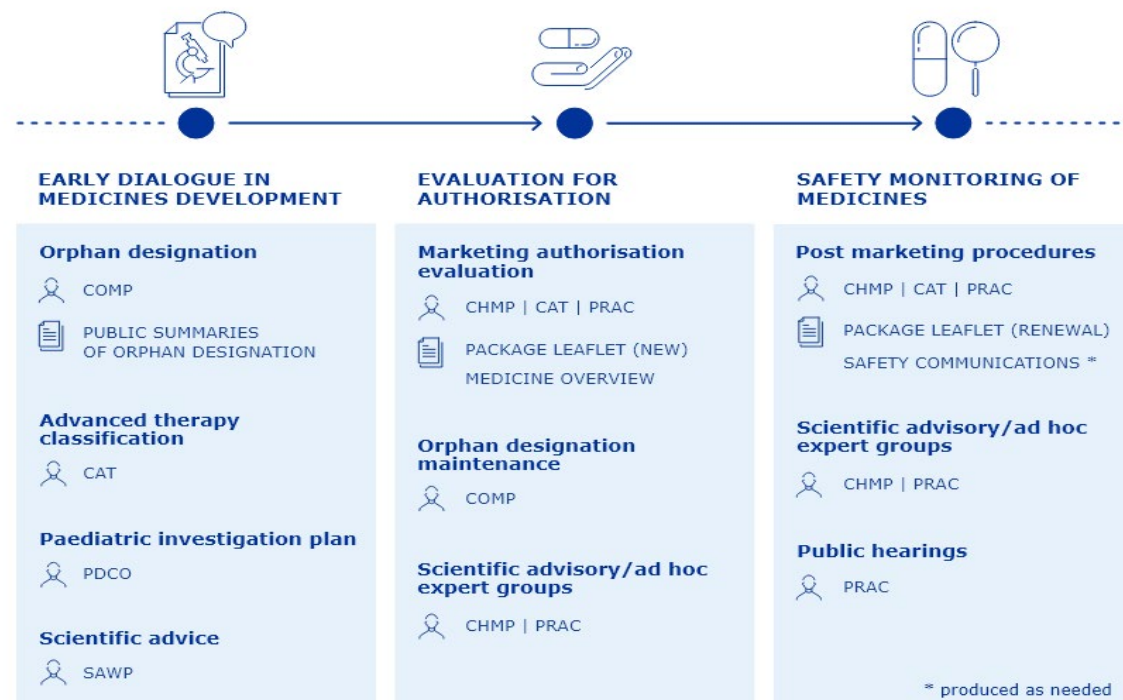 EARLY DIALOGUE IN
MEDICINES DEVELOPMENT
Orphan designation
COMP
PUBLIC SUMMARIES
OF ORPHAN DESIGNATION
Advanced therapy
classification
CAT
Paediatric investigation plan
PDCO
Scientific advice
SAWP
EVALUATION FOR
AUTHORISATION
Marketing authorisation
evaluation
CHMP | CAT | PRAC
PACKAGE LEAFLET (NEW)
MEDICINE OVERVIEW
Orphan designation
maintenance
COMP
Scientific advisory/ad hoc
expert groups
CHMP | PRAC
SAFETY MONITORING OF
MEDICINES
Post marketing procedures
CHMP | CAT | PRAC
PACKAGE LEAFLET (RENEWAL)
SAFETY COMMUNICATIONS *
Scientific advisory/ad hoc
expert groups
CHMP | PRAC
Public hearings
PRAC
* produced as needed